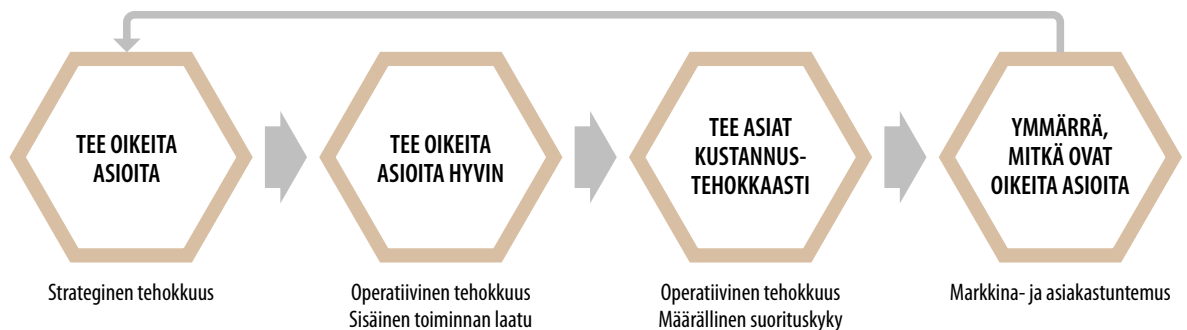 TEE OIKEITA
ASIOITA
TEE OIKEITA
ASIOITA HYVIN
TEE ASIAT
KUSTANNUS-
TEHOKKAASTI
YMMÄRRÄ,
MITKÄ OVAT
OIKEITA ASIOITA
Strateginen tehokkuus
Operatiivinen tehokkuus
Sisäinen toiminnan laatu
Operatiivinen tehokkuus
Määrällinen suorituskyky
Markkina- ja asiakastuntemus